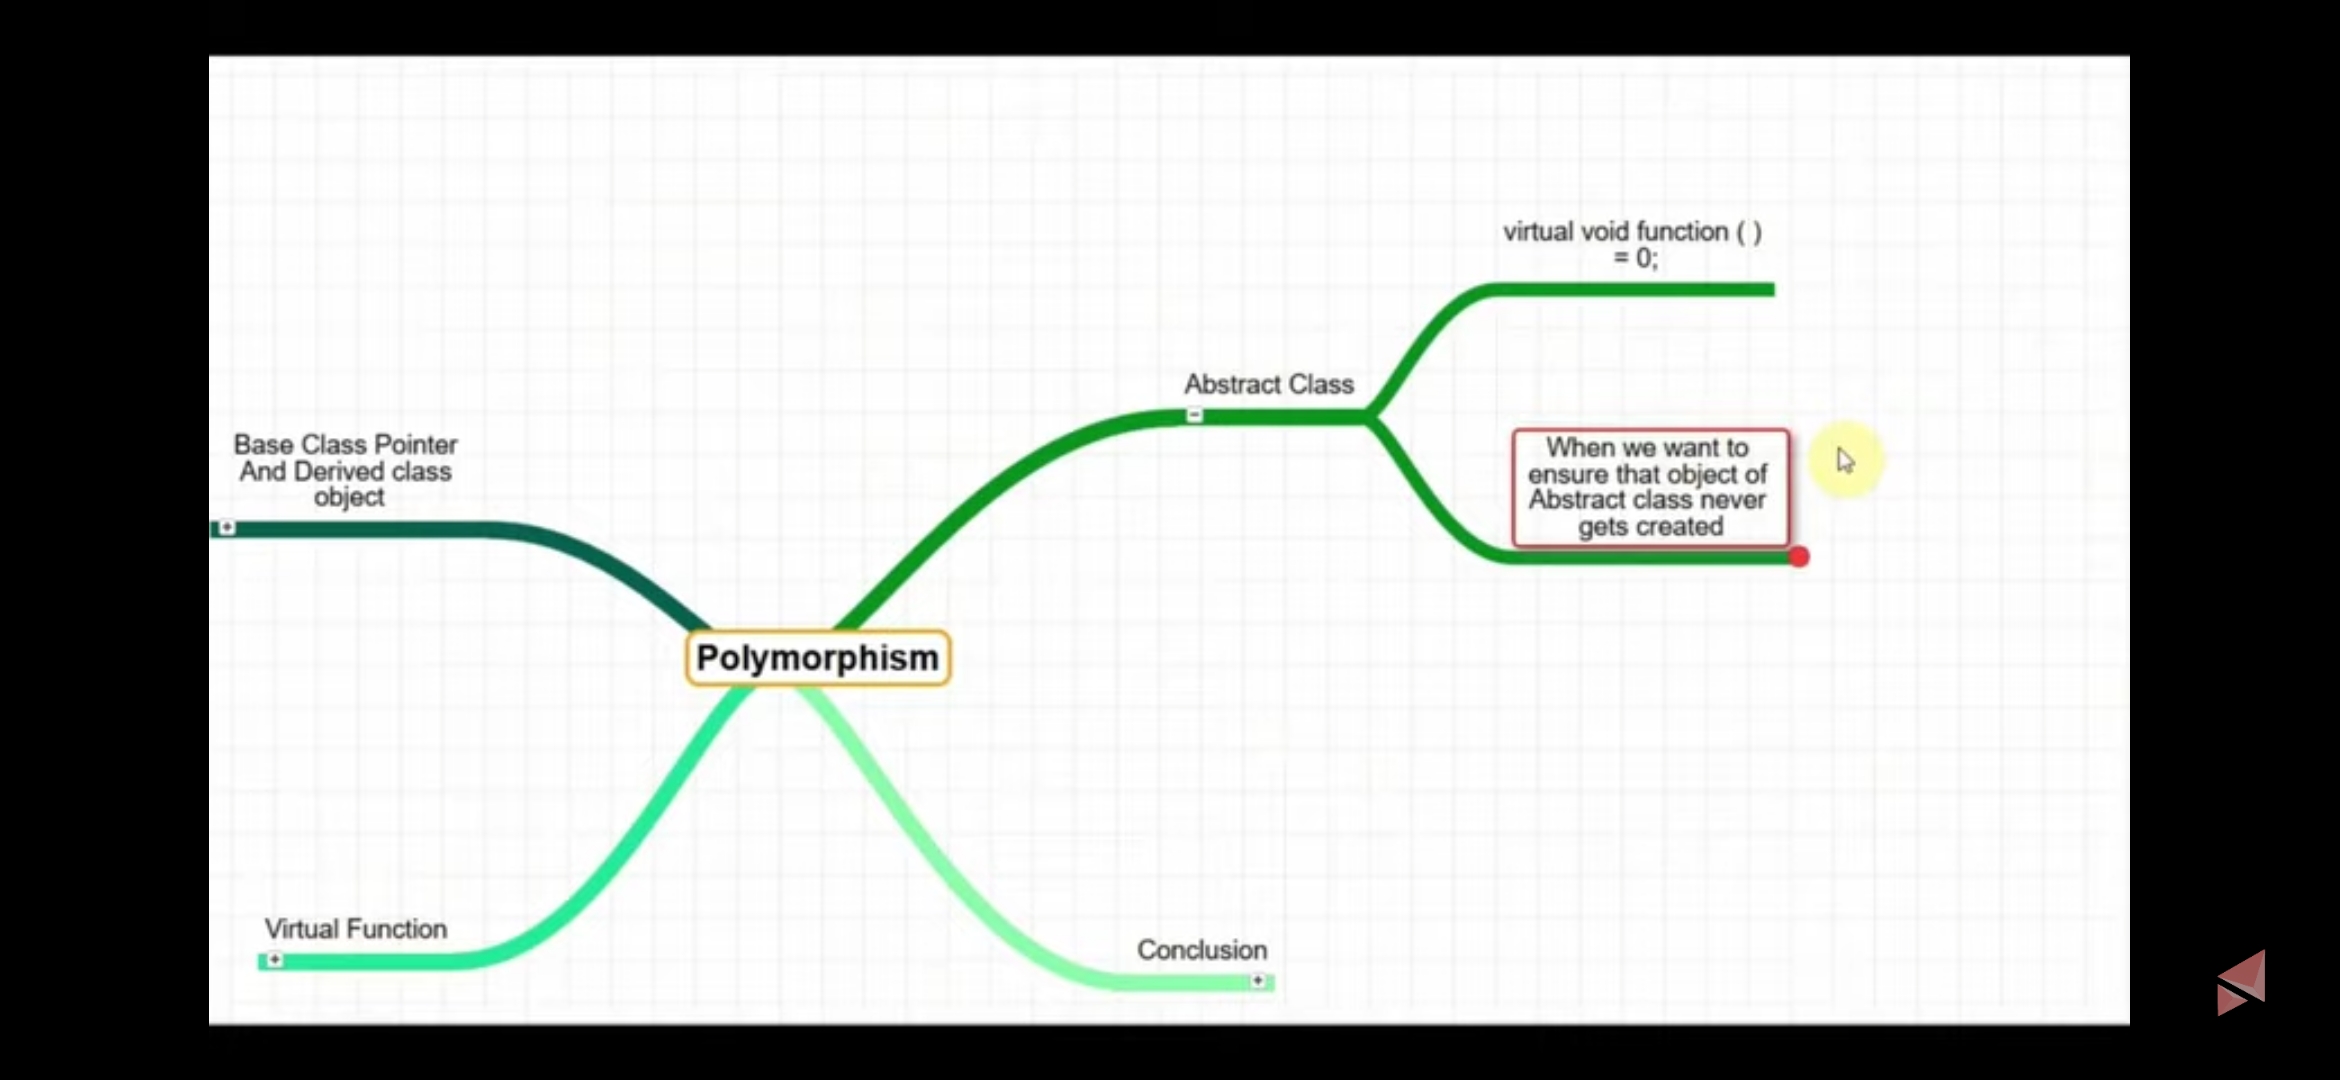 virtual void function ( )
= 0;
Abstract Class
Base Class Pointer
And Derived class
object
When we want to
ensure that object of
Abstract class never
gets created
Polymorphism
Virtual Function
Conclusion